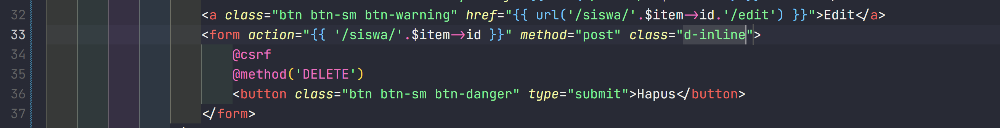 32 <a class="btn btn-sm btn-warning" href="{{ url('/siswa/'.$item->id.'/edit') }}">Edit</a>
33 <form action="{{ '/siswa/'.$item->id }}" method="post" class="d-inline">
34 @csrf
35 @method('DELETE')
36 <button class="btn btn-sm btn-danger" type="submit">Hapus</button>
37 </form>